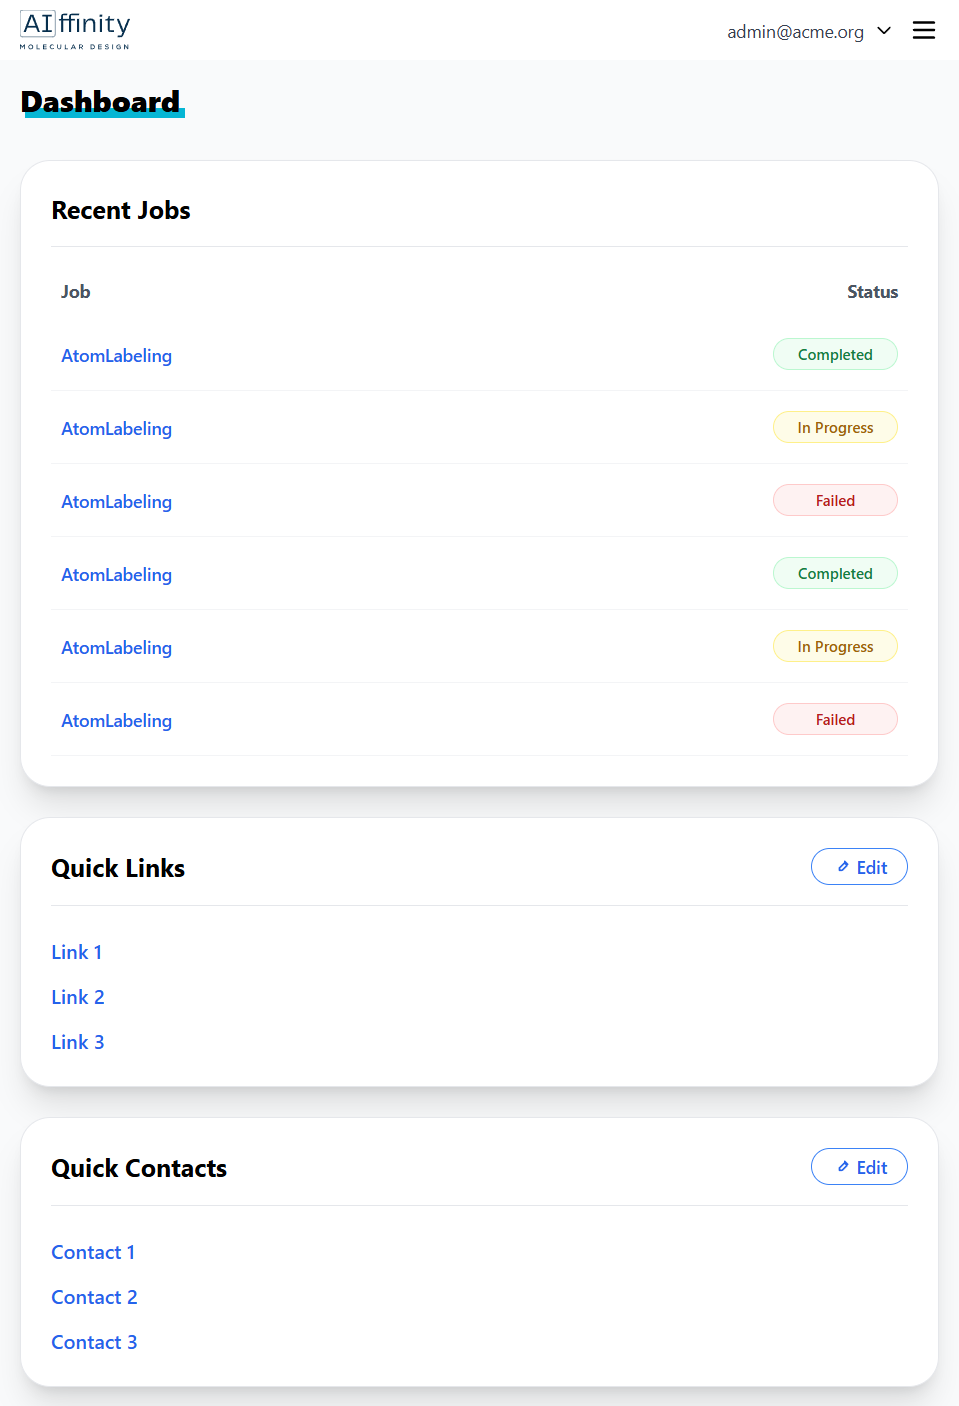 AIffinity
MOLECULAR DESIGN
admin@acme.org
Dashboard
Recent Jobs
Job Status
AtomLabeling Completed
AtomLabeling In Progress
AtomLabeling Failed
AtomLabeling Completed
AtomLabeling In Progress
AtomLabeling Failed
Quick Links Edit
Link 1
Link 2
Link 3
Quick Contacts Edit
Contact 1
Contact 2
Contact 3